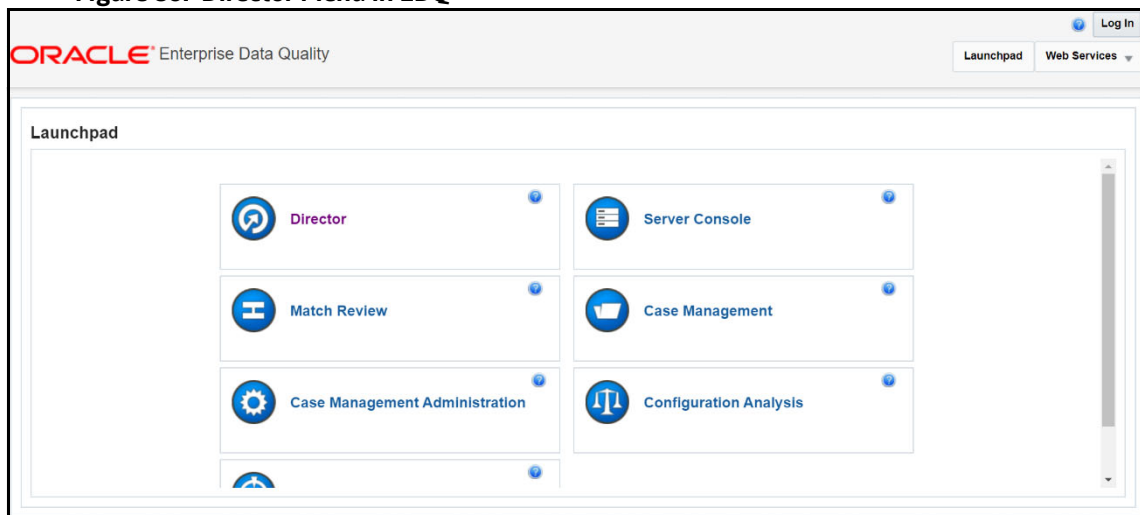 Log In
ORACLE Enterprise Data Quality
Launchpad Web Services
Launchpad
Director
Server Console
Match Review
Case Management
Case Management Administration
Configuration Analysis